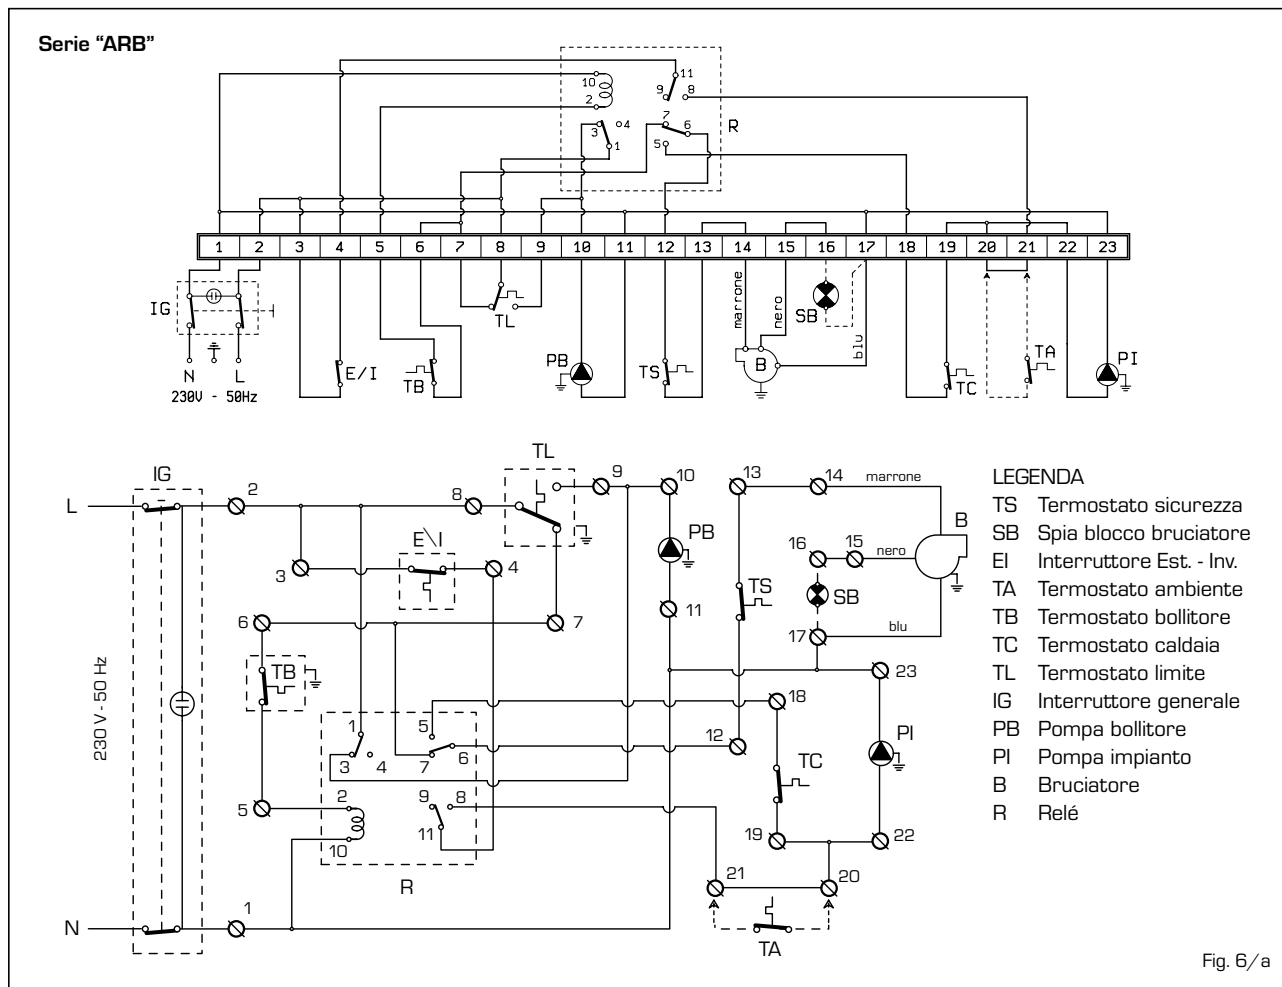 Serie "ARB"
11
10
9 8
2
7
3 4 6 R
1 5
1 2 3 4 5 6 7 8 9 10 11 12 13 14 15 16 17 18 19 20 21 22 23
IG
N L
230V - 50Hz
E/I
TB
TL
PB
TS
marrone
nero
B
SB
blu
TC
TA
PI
IG
TL
L
2
8
9
10
13
14
marrone
B
E\I
3
4
PB
TS
16
15
nero
SB
11
17
blu
6
7
TB
23
230 V - 50 Hz
18
1
5
3 4
7
6
12
TC
PI
5
2
9 8
10
11
R
19
22
21
20
N
1
TA
LEGENDA
TS Termostato sicurezza
SB Spia blocco bruciatore
EI Interruttore Est. - Inv.
TA Termostato ambiente
TB Termostato bollitore
TC Termostato caldaia
TL Termostato limite
IG Interruttore generale
PB Pompa bollitore
PI Pompa impianto
B Bruciatore
R Relé
Fig. 6/a